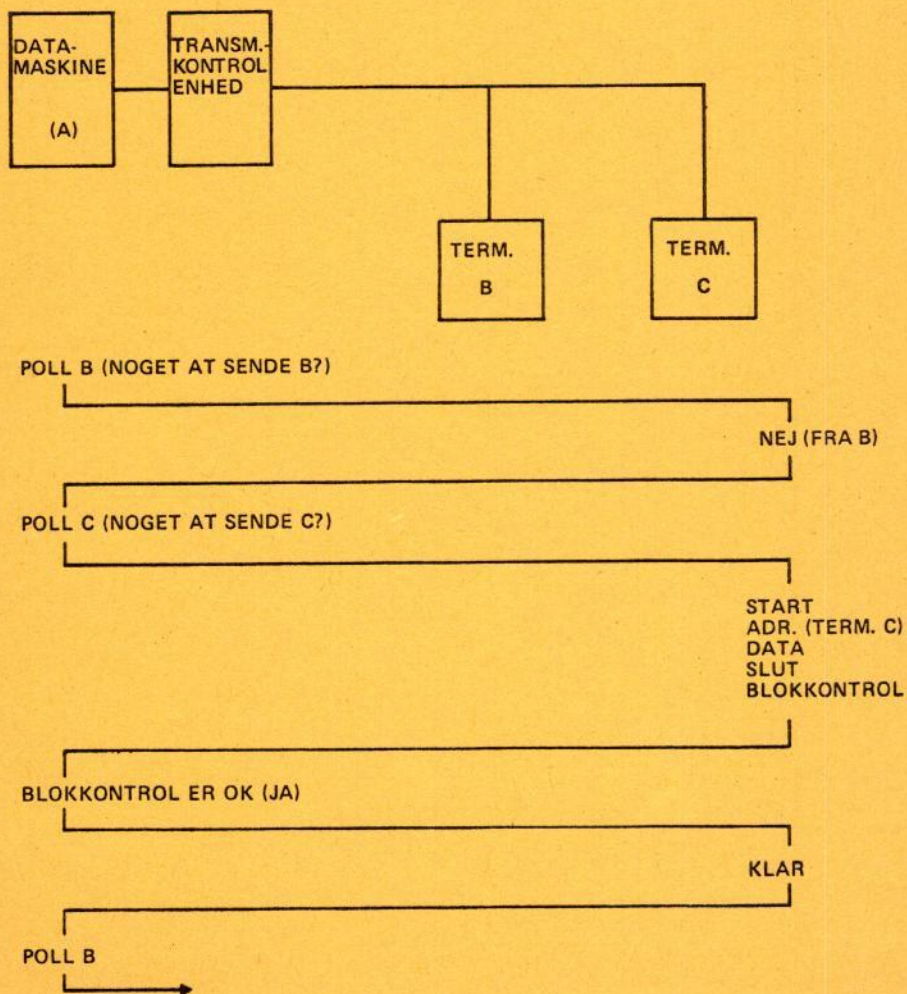 DATA-
MASKINE
(A)
TRANSM.-
KONTROL
ENHED
TERM.
B
TERM.
C
POLL B (NOGET AT SENDE B?)
NEJ (FRA B)
POLL C (NOGET AT SENDE C?)
START
ADR. (TERM. C)
DATA
SLUT
BLOKKONTROL
BLOKKONTROL ER OK (JA)
KLAR
POLL B